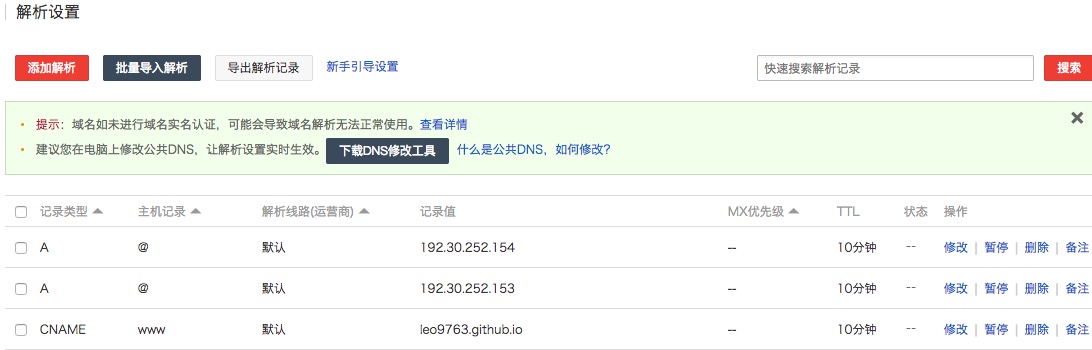 解析设置
添加解析 批量导入解析 导出解析记录 新手引导设置 快速搜索解析记录 搜索
提示：域名如未进行域名实名认证，可能会导致域名解析无法正常使用。查看详情
建议您在电脑上修改公共DNS，让解析设置实时生效。 下载DNS修改工具 什么是公共DNS，如何修改?
记录类型 主机记录 解析线路(运营商) 记录值 MX优先级 TTL 状态 操作
A @ 默认 192.30.252.154 -- 10分钟 -- 修改 | 暂停 | 删除 | 备注
A @ 默认 192.30.252.153 -- 10分钟 -- 修改 | 暂停 | 删除 | 备注
CNAME www 默认 leo9763.github.io -- 10分钟 -- 修改 | 暂停 | 删除 | 备注